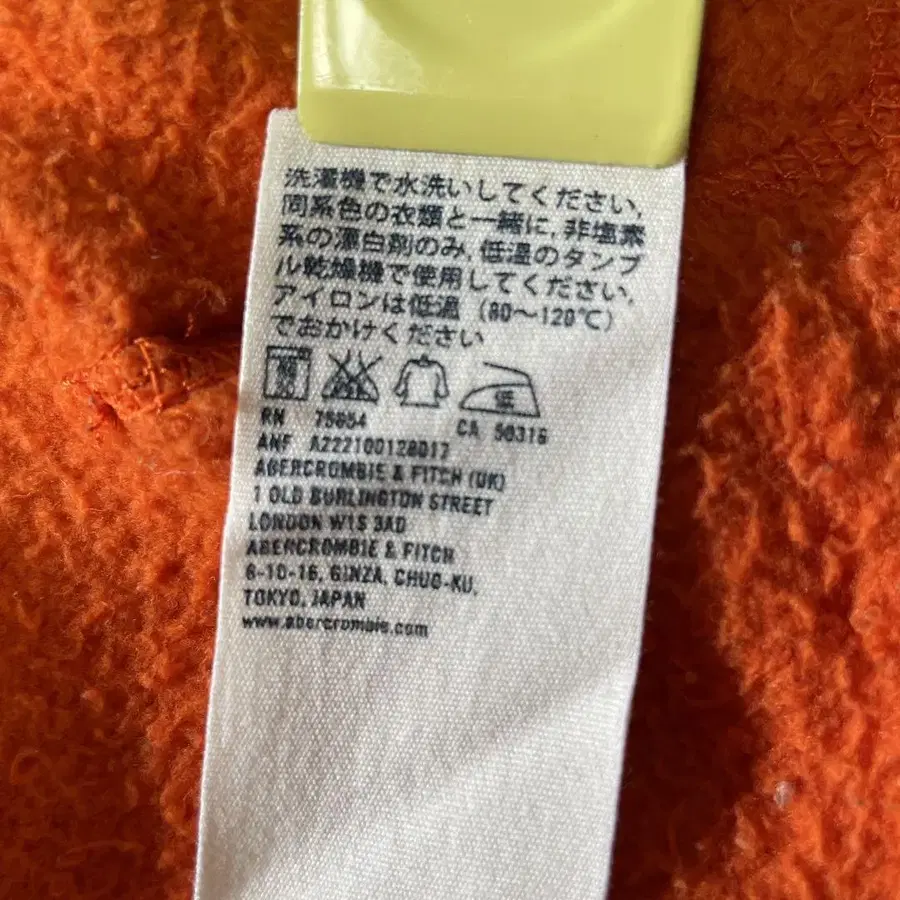 洗濯機で水洗いしてください,
同系色の衣類と一緒に, 非塩素
系の漂白剤のみ, 低温のタンブ
ル乾燥機で使用してください,
アイロンは低温 (80〜120℃)
でおかけください
低
RN 75654
CA 50316
ANF A222100128017
ABERCROMBIE & FITCH (UK)
1 OLD BURLINGTON STREET
LONDON W1S 3AD
ABERCROMBIE & FITCH
6-10-16, GINZA, CHUO-KU,
TOKYO, JAPAN
www.abercrombie.com